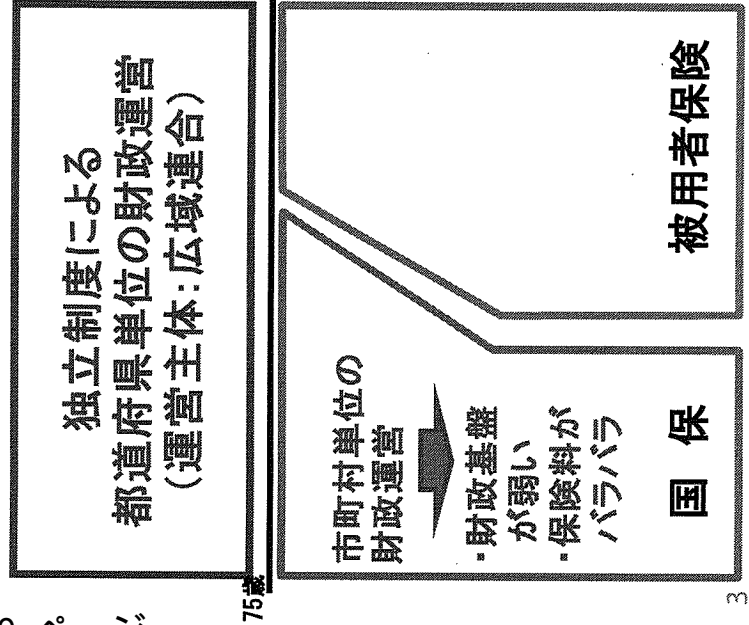 独立制度による
都道府県単位の財政運営
（運営主体：広域連合）
75歳
市町村単位の
財政運営
・財政基盤
が弱い
・保険料が
バラバラ
国 保
被用者保険
3